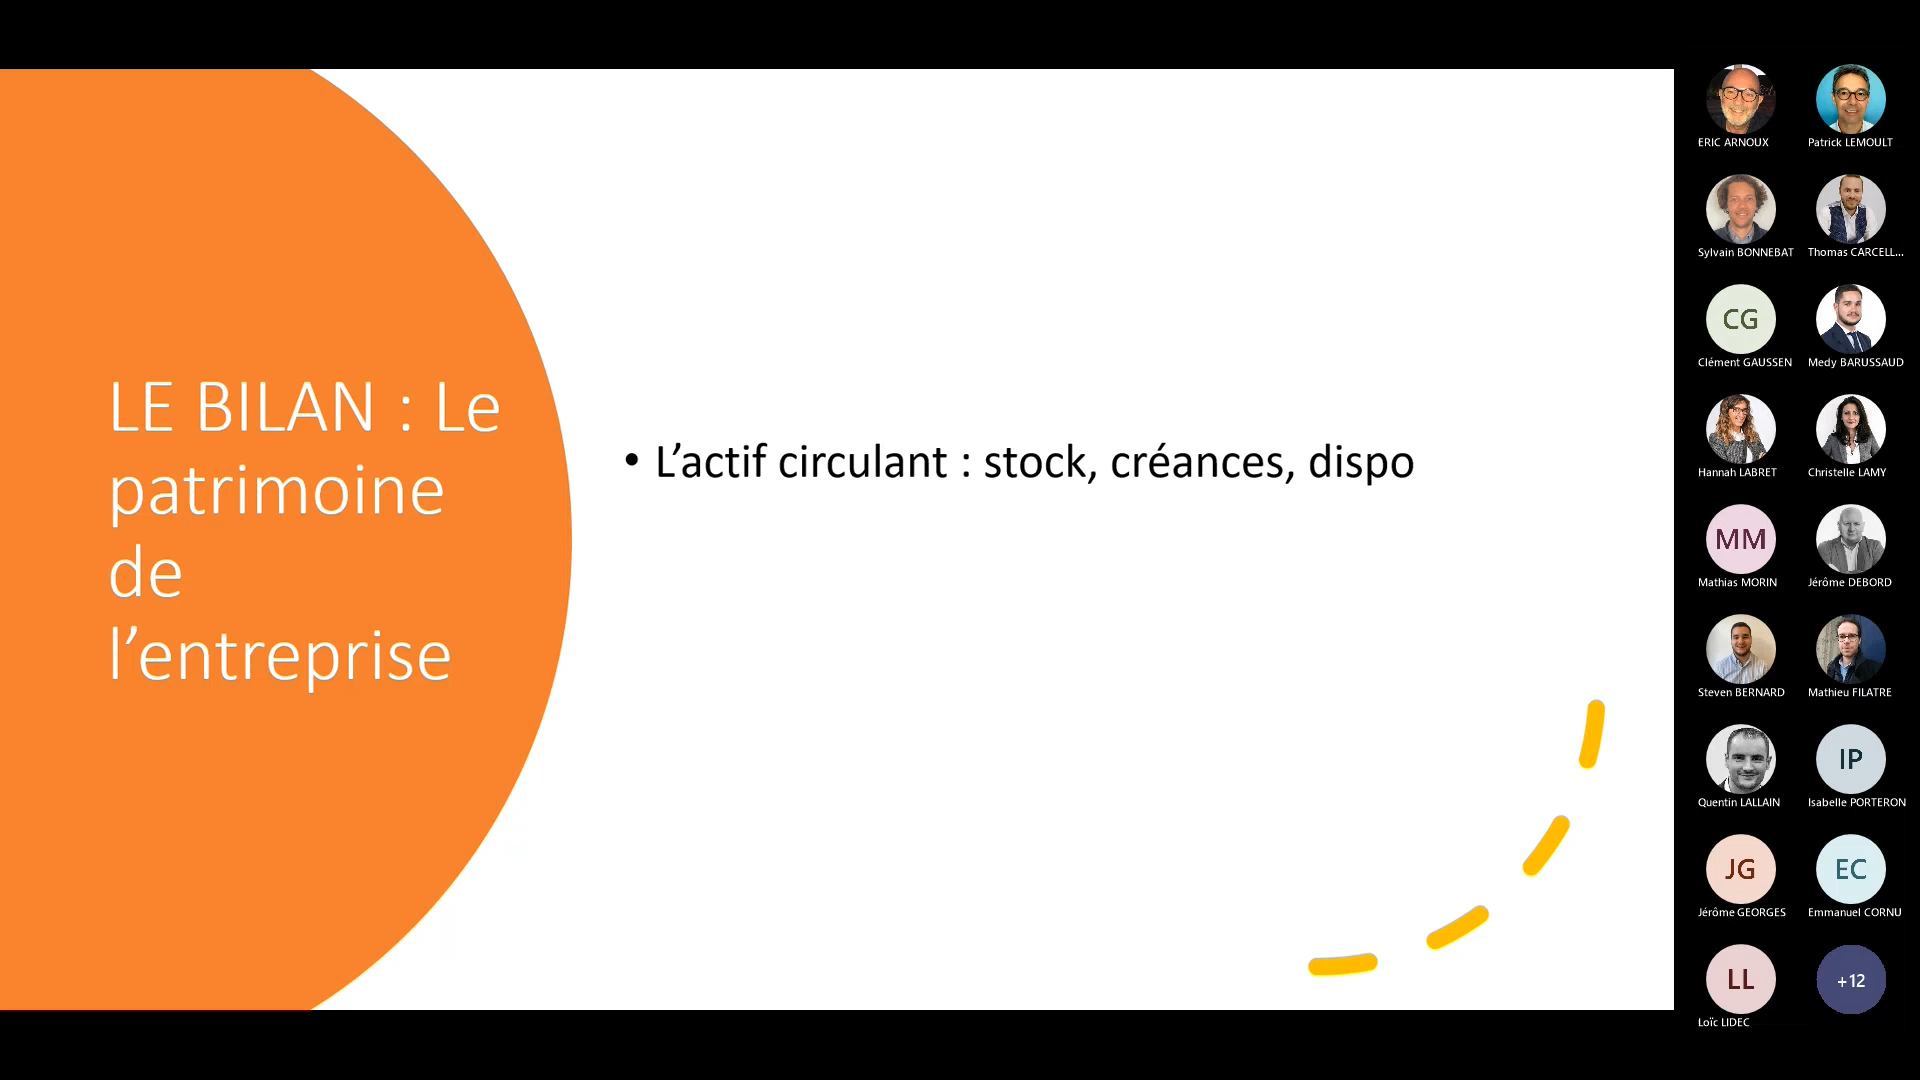 LE BILAN : Le
patrimoine
de
l’entreprise
• L’actif circulant : stock, créances, dispo
ERIC ARNOUX
Patrick LEMOULT
Sylvain BONNEBAT
Thomas CARCELL...
CG
Clément GAUSSEN
Medy BARUSSAUD
Hannah LABRET
Christelle LAMY
MM
Mathias MORIN
Jérôme DEBORD
Steven BERNARD
Mathieu FILATRE
Quentin LALLAIN
IP
Isabelle PORTERON
JG
Jérôme GEORGES
EC
Emmanuel CORNU
LL
Loïc LIDEC
+12